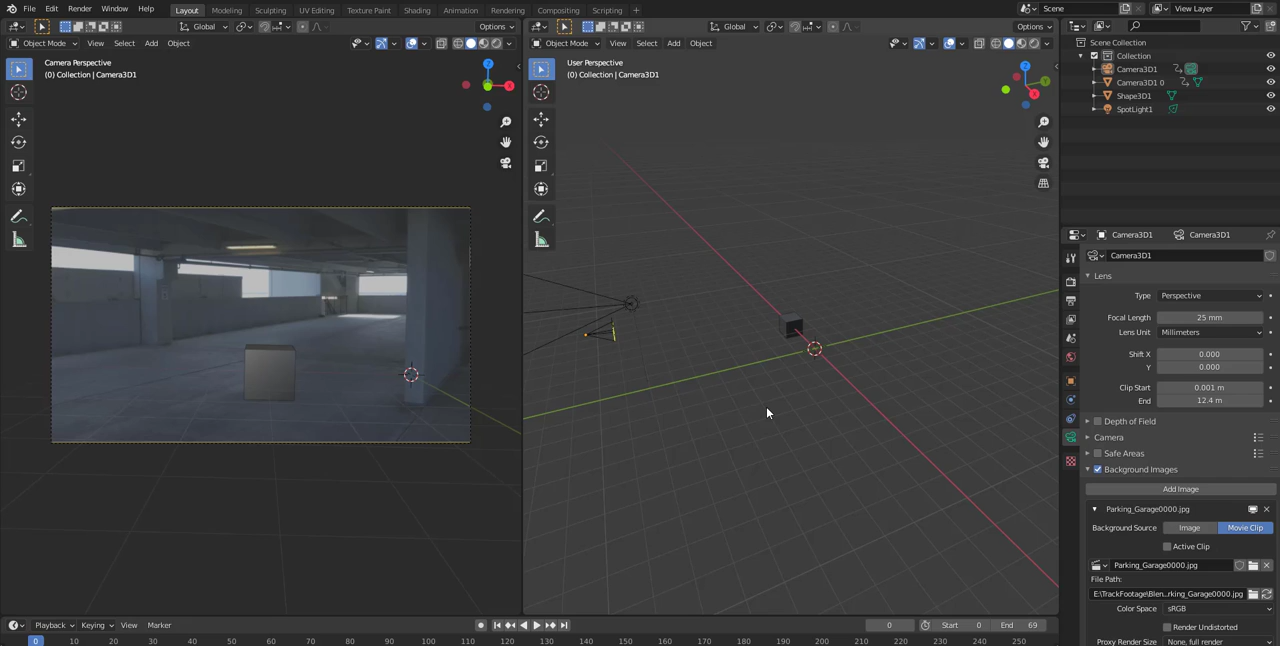 File Edit Render Window Help Layout Modeling Sculpting UV Editing Texture Paint Shading Animation Rendering Compositing Scripting Scene View Layer
Global Options Global Options
Object Mode View Select Add Object Object Mode View Select Add Object
Camera Perspective
(0) Collection | Camera3D1
User Perspective
(0) Collection | Camera3D1
Z
X
Z
Y
X
Scene Collection
Collection
Camera3D1
Camera3D1 0
Shape3D1
SpotLight1
Camera3D1 Camera3D1
Camera3D1
Lens
Type Perspective
Focal Length 25 mm
Lens Unit Millimeters
Shift X 0.000
Y 0.000
Clip Start 0.001 m
End 12.4 m
Depth of Field
Camera
Safe Areas
Background Images
Add Image
Parking_Garage0000.jpg
Background Source Image Movie Clip
Active Clip
Parking_Garage0000.jpg
File Path:
E:\TrackFootage\Blen..rking_Garage0000.jpg
Color Space sRGB
Render Undistorted
Proxy Render Size None, full render
Playback Keying View Marker 0 Start 0 End 69
0 10 20 30 40 50 60 70 80 90 100 110 120 130 140 150 160 170 180 190 200 210 220 230 240 250